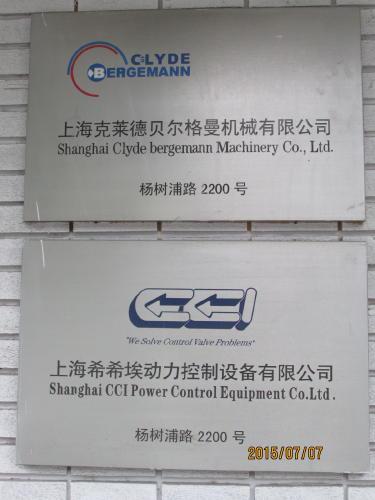 CLYDE
BERGEMANN
上海克莱德贝尔格曼机械有限公司
Shanghai Clyde bergemann Machinery Co., Ltd.
杨树浦路 2200 号
CCI
"We Solve Control Valve Problems"
上海希希埃动力控制设备有限公司
Shanghai CCI Power Control Equipment Co.Ltd.
杨树浦路 2200 号
2015/07/07